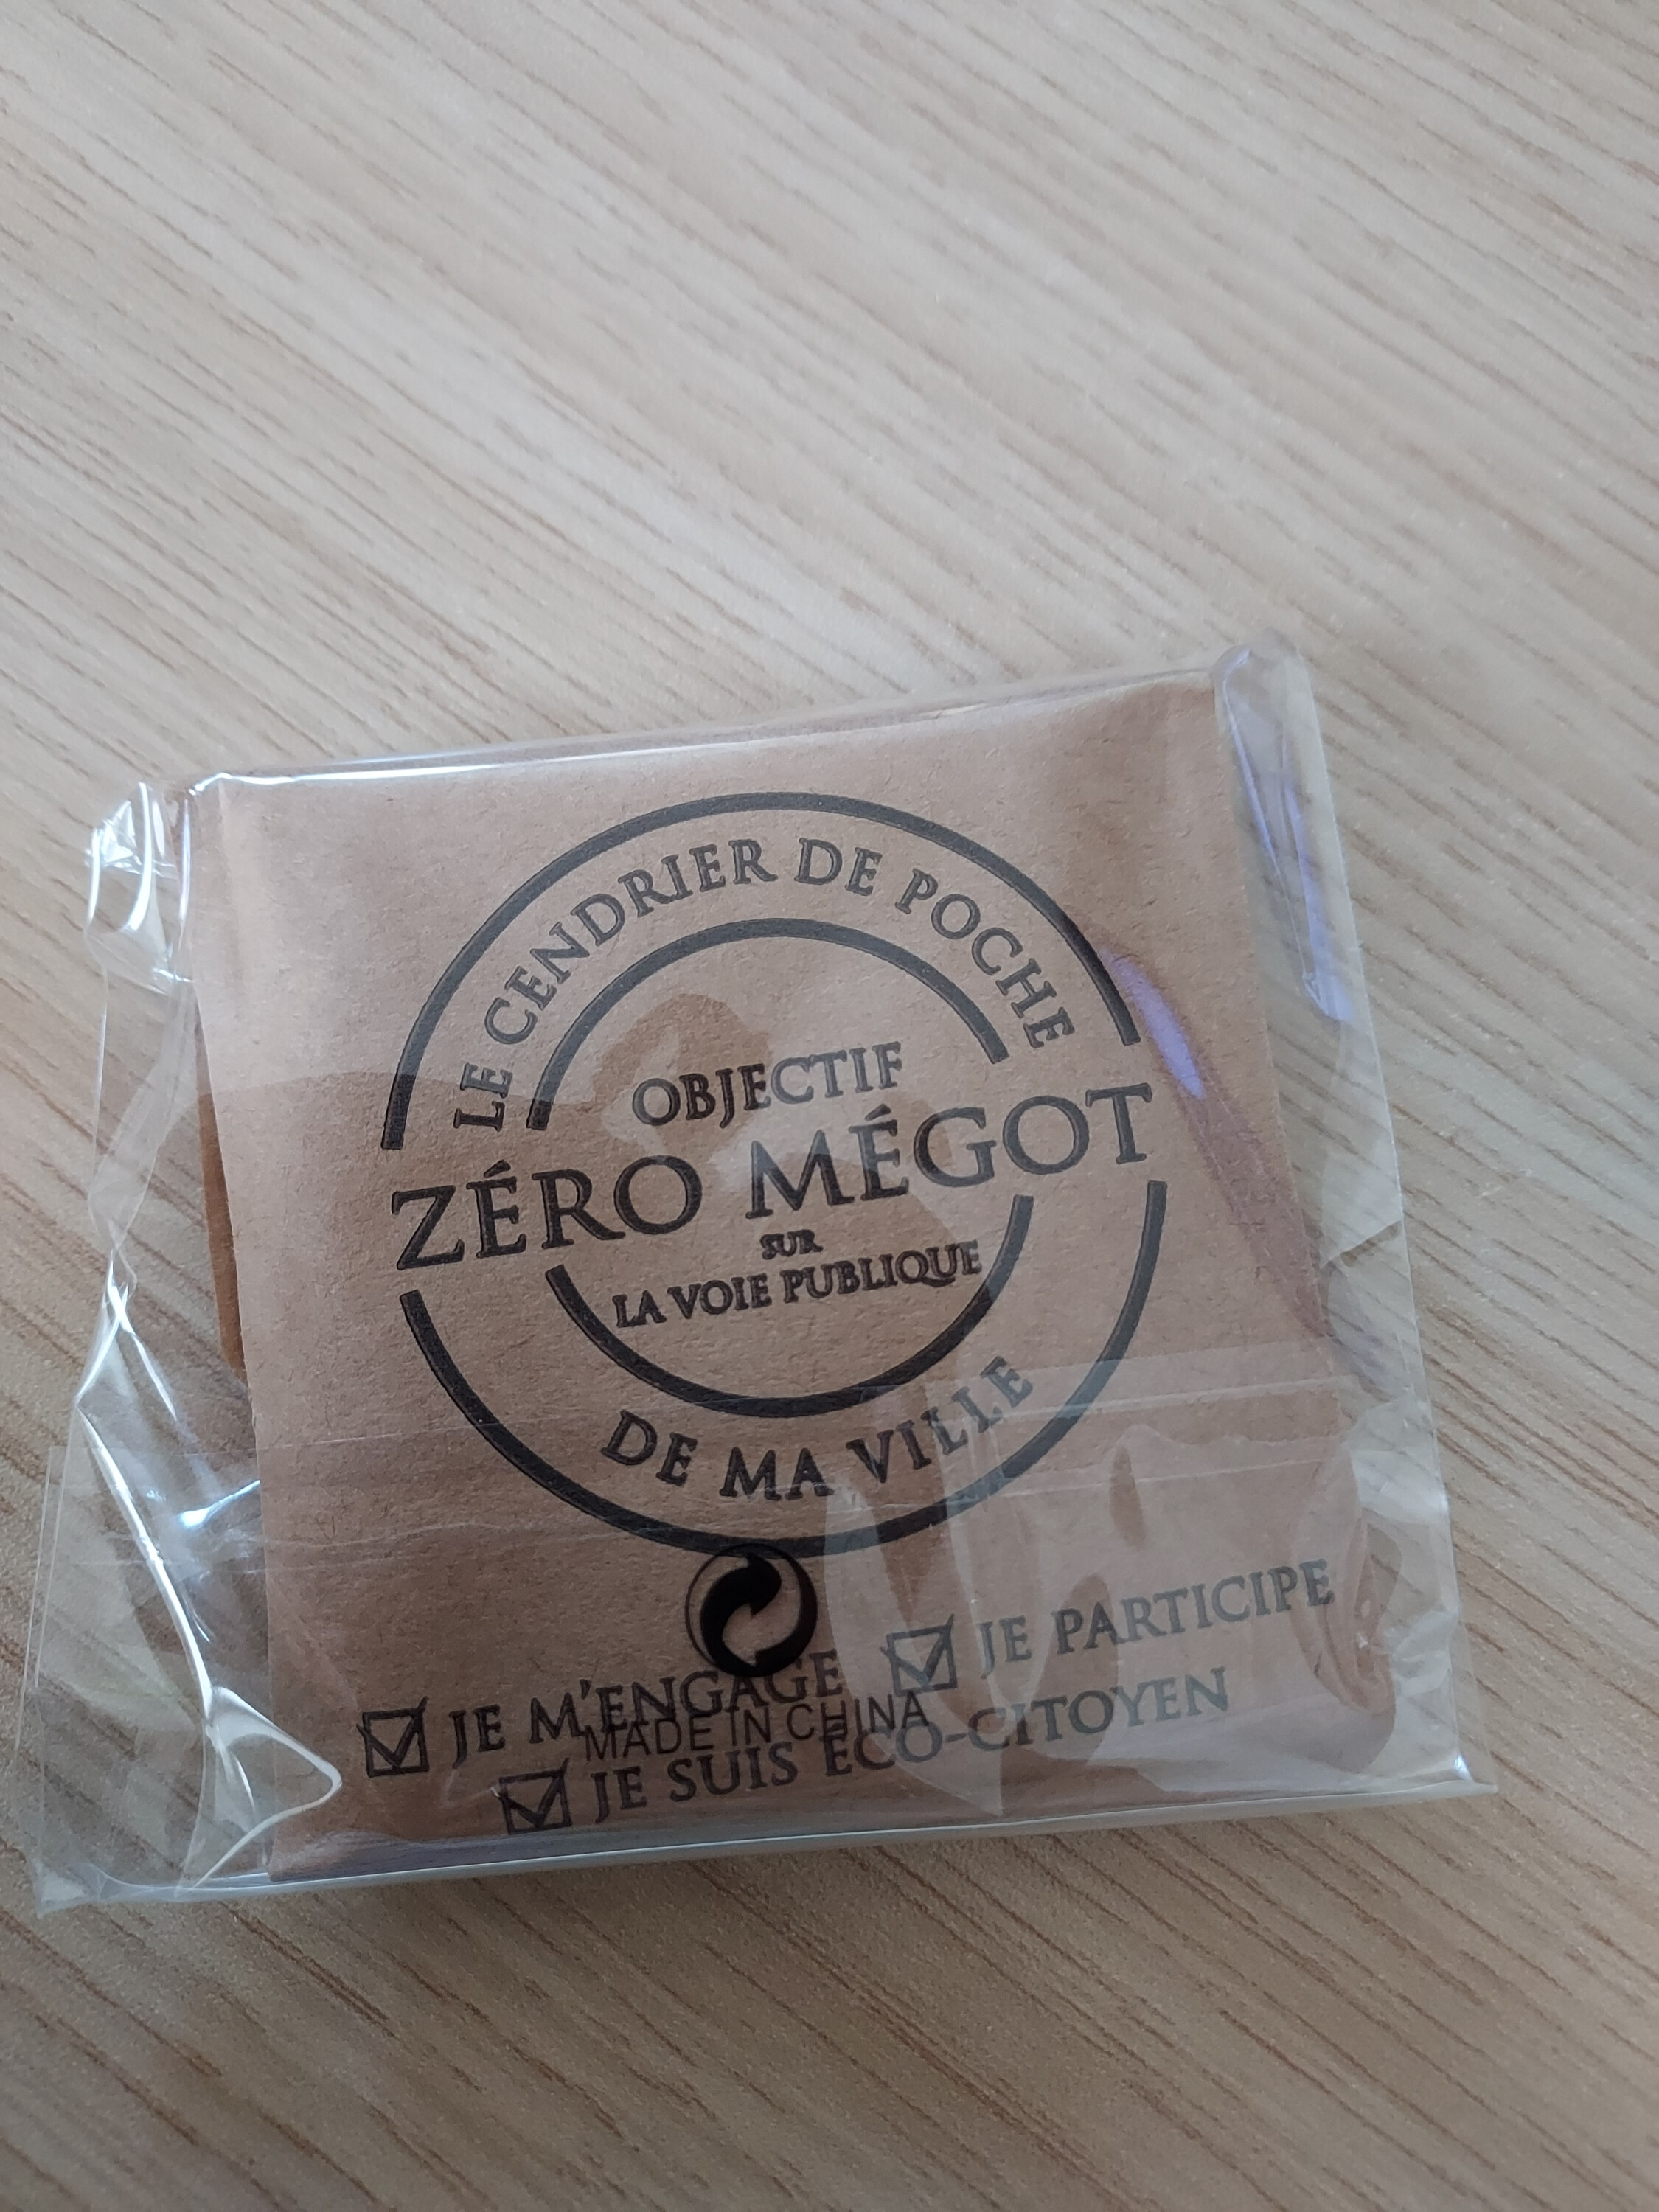 LE CENDRIER DE POCHE
OBJECTIF
ZÉRO MÉGOT
SUR
LA VOIE PUBLIQUE
DE MA VILLE
JE M'ENGAGE JE PARTICIPE
MADE IN CHINA
JE SUIS ÉCO-CITOYEN